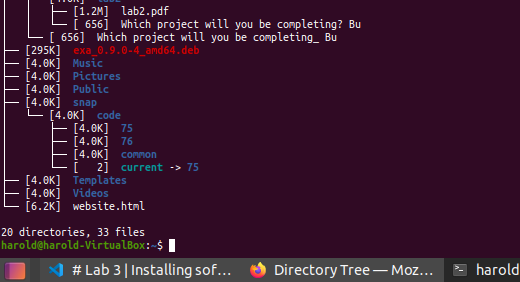 [1.2M]  lab2.pdf
[ 656]  Which project will you be completing? Bu
[ 656]  Which project will you be completing_ Bu
[295K]  exa_0.9.0-4_amd64.deb
[4.0K]  Music
[4.0K]  Pictures
[4.0K]  Public
[4.0K]  snap
[4.0K]  code
[4.0K]  75
[4.0K]  76
[4.0K]  common
[   2]  current -> 75
[4.0K]  Templates
[4.0K]  Videos
[6.2K]  website.html
20 directories, 33 files
harold@harold-VirtualBox:~$
# Lab 3 | Installing sof...
Directory Tree — Moz...
harold